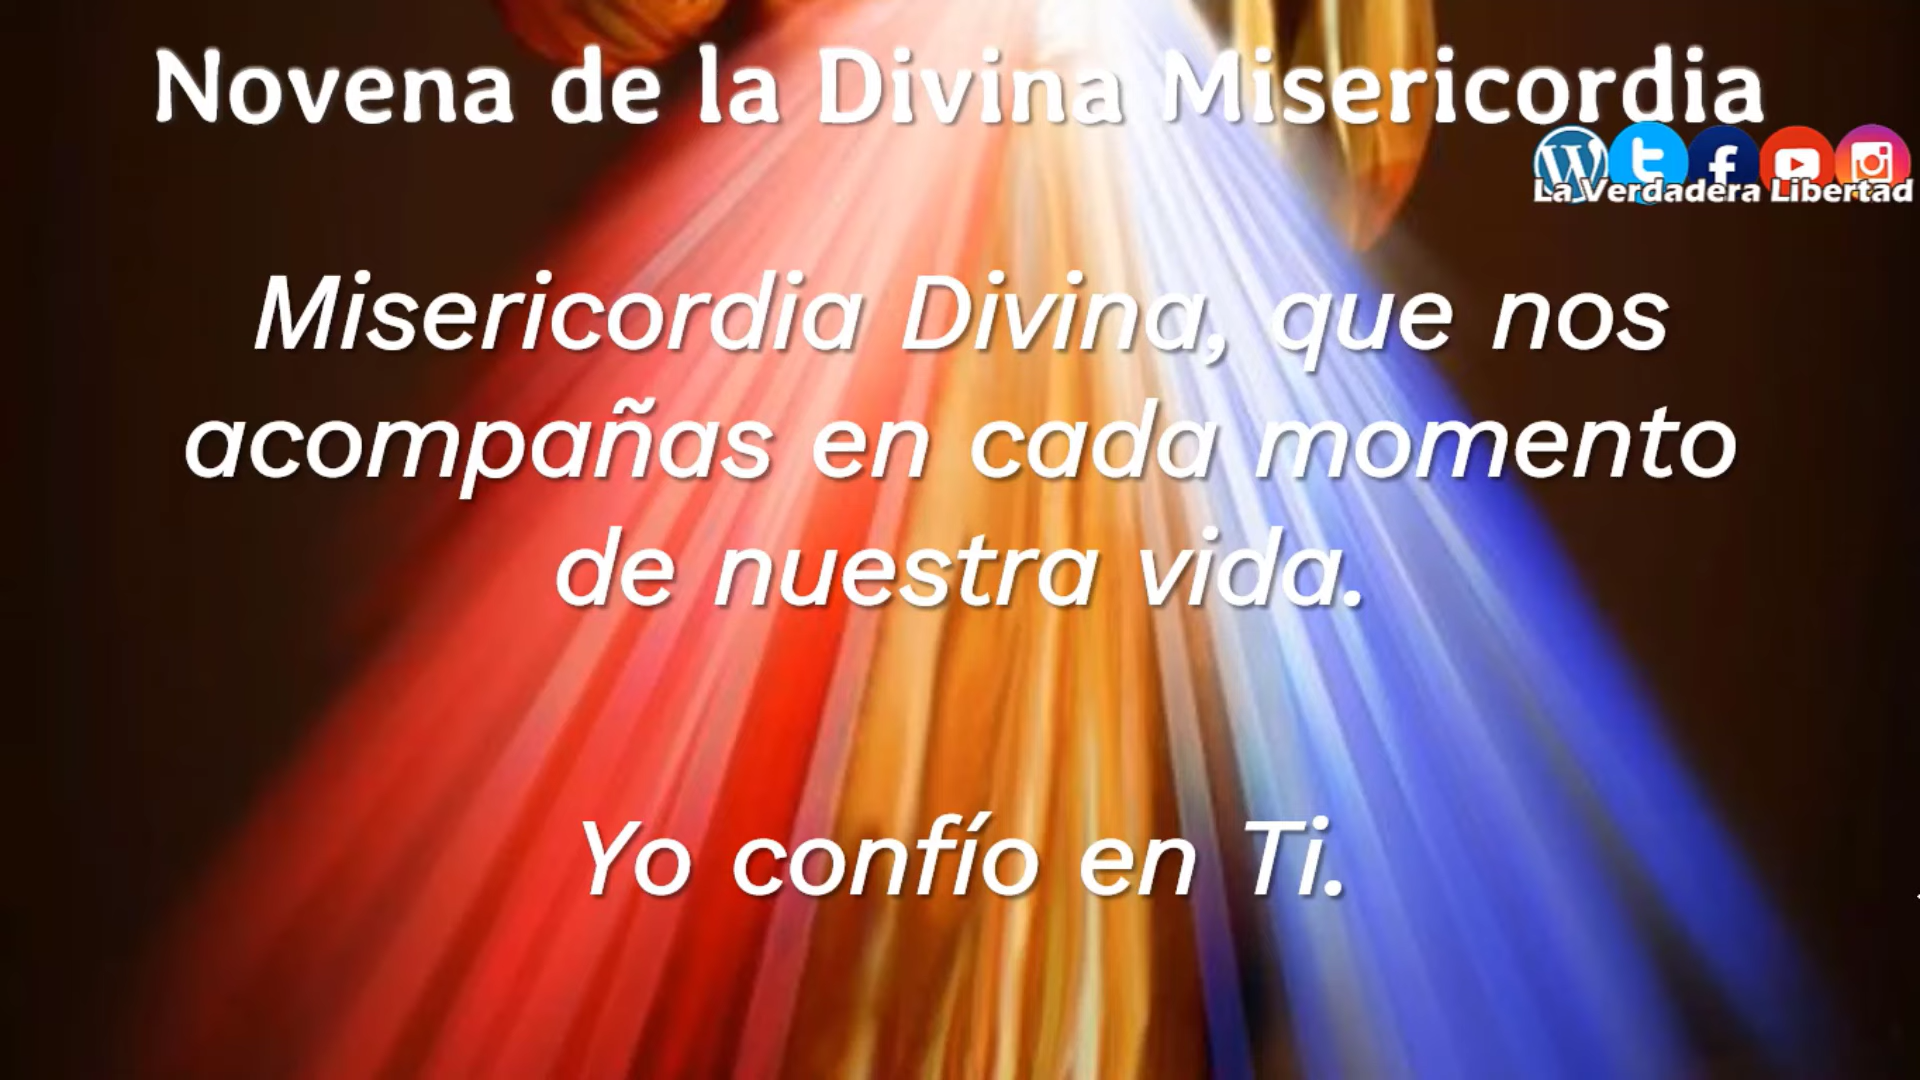 Novena de la Divina Misericordia
La Verdadera Libertad
Misericordia Divina, que nos
acompañas en cada momento
de nuestra vida.
Yo confío en Ti.